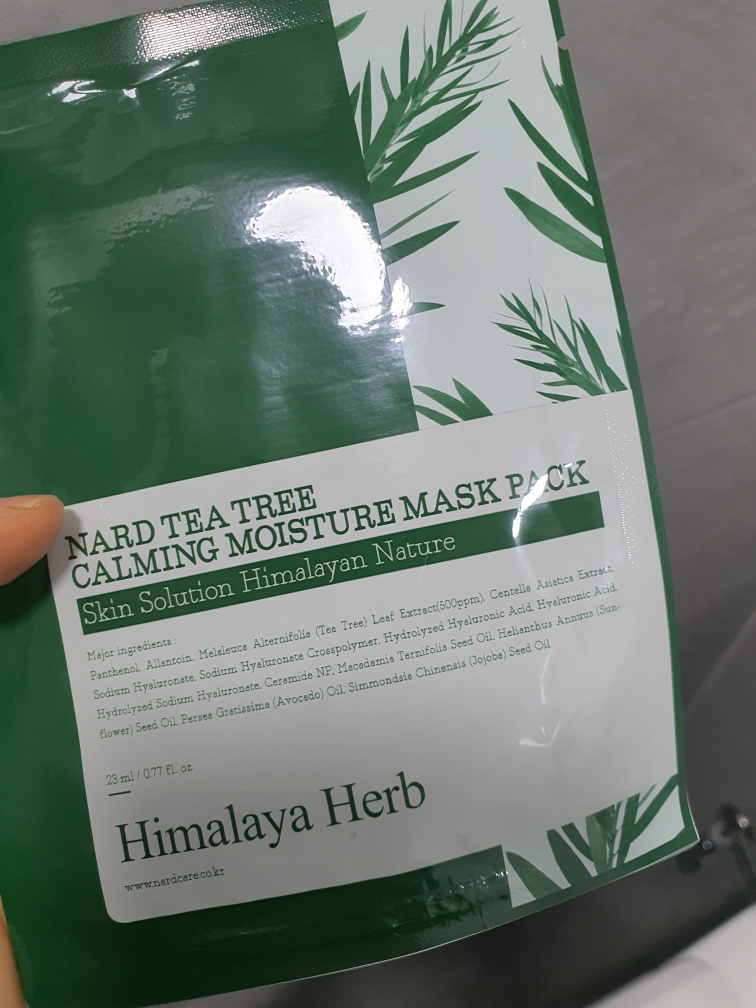 NARD TEA TREE
CALMING MOISTURE MASK PACK
Skin Solution Himalayan Nature
Major ingredients :
Panthenol, Allantoin, Melaleuca Alternifolia (Tea Tree) Leaf Extract(500ppm), Centella Asiatica Extract,
Sodium Hyaluronate, Sodium Hyaluronate Crosspolymer, Hydrolyzed Hyaluronic Acid, Hyaluronic Acid,
Hydrolyzed Sodium Hyaluronate, Ceramide NP, Macadamia Ternifolia Seed Oil, Helianthus Annuus (Sun-
flower) Seed Oil, Persea Gratissima (Avocado) Oil, Simmondsia Chinensis (Jojoba) Seed Oil
23 ml / 0.77 fl. oz
Himalaya Herb
www.nardcare.co.kr